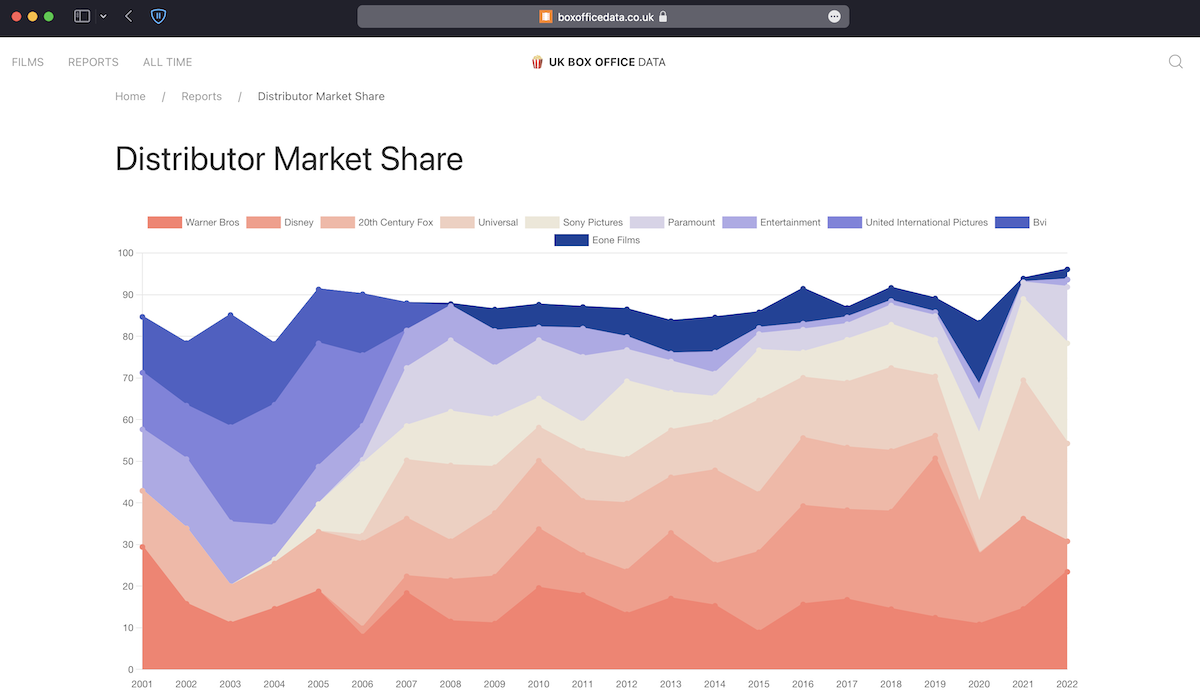 boxofficedata.co.uk
FILMS REPORTS ALL TIME UK BOX OFFICE DATA
Home / Reports / Distributor Market Share
Distributor Market Share
Warner Bros Disney 20th Century Fox Universal Sony Pictures Paramount Entertainment United International Pictures Bvi
Eone Films
100
90
80
70
60
50
40
30
20
10
0
2001 2002 2003 2004 2005 2006 2007 2008 2009 2010 2011 2012 2013 2014 2015 2016 2017 2018 2019 2020 2021 2022